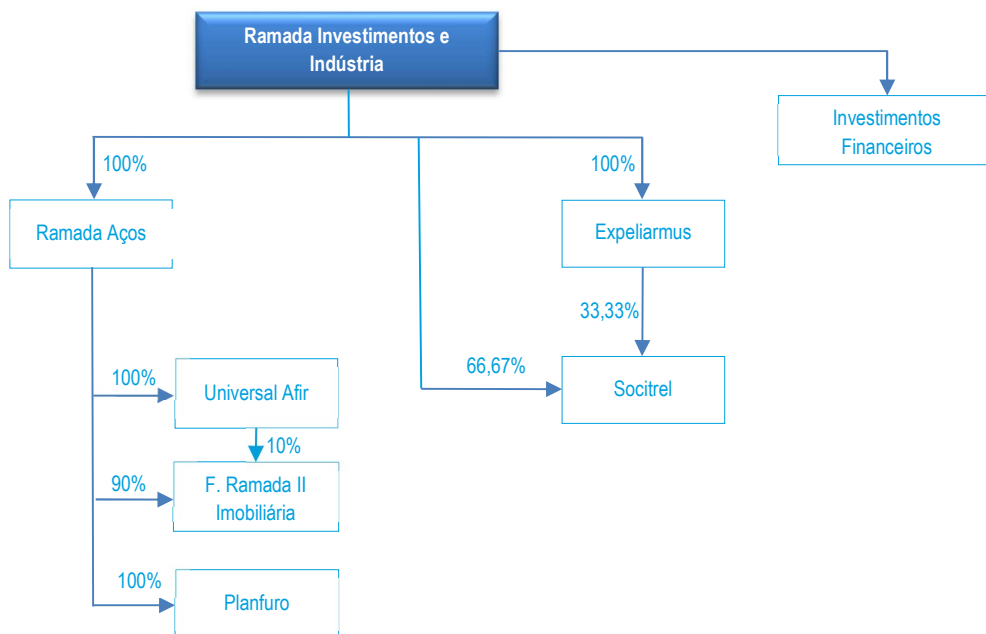 Ramada Investimentos e
Indústria
Investimentos
Financeiros
100%
100%
Ramada Aços
Expeliarmus
33,33%
66,67%
100%
Universal Afir
Socitrel
10%
90%
F. Ramada II
Imobiliária
100%
Planfuro